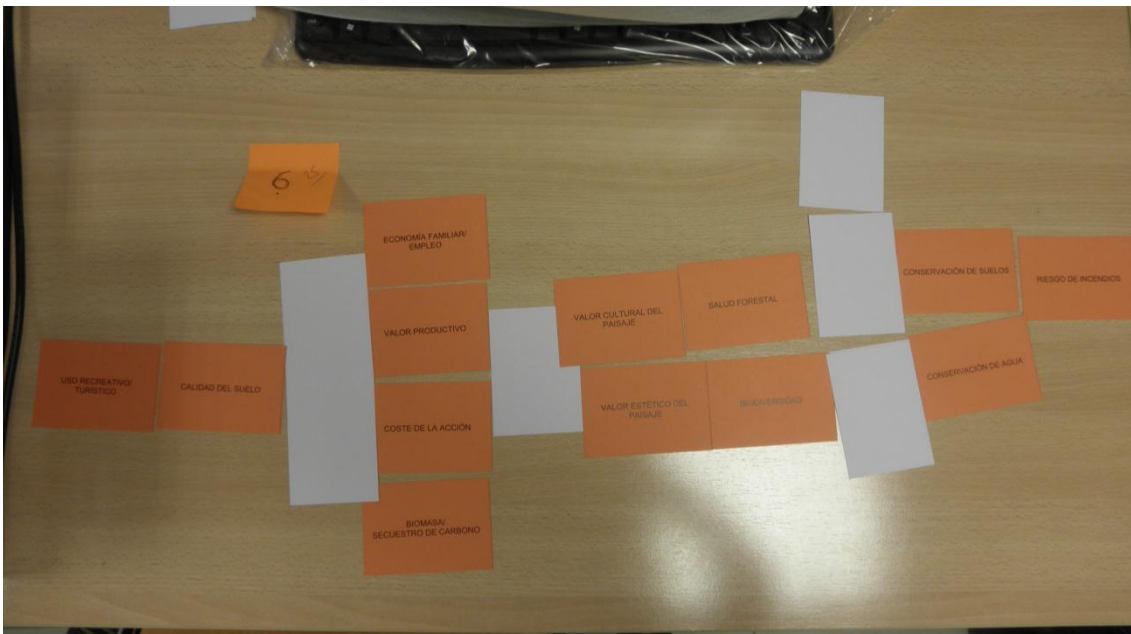 6 25/
ECONOMÍA FAMILIAR/
EMPLEO
VALOR PRODUCTIVO
COSTE DE LA ACCIÓN
BIOMASA/
SECUESTRO DE CARBONO
USO RECREATIVO/
TURÍSTICO
CALIDAD DEL SUELO
VALOR CULTURAL DEL
PAISAJE
SALUD FORESTAL
VALOR ESTÉTICO DEL
PAISAJE
BIODIVERSIDAD
CONSERVACIÓN DE SUELOS
RIESGO DE INCENDIOS
CONSERVACIÓN DE AGUA